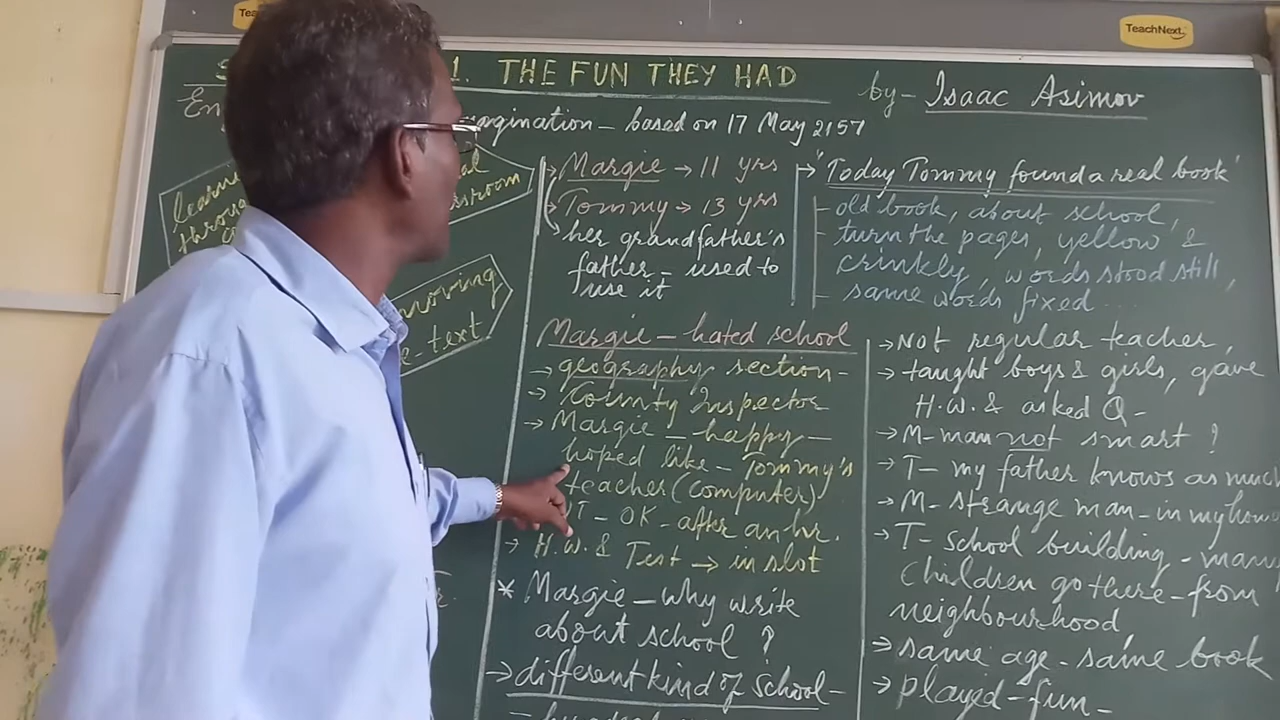 TeachNext
1. THE FUN THEY HAD
by - Isaac Asimov
based on 17 May 2157
learn
through
moving
e-text
→ Margie → 11 yrs
→ Tommy → 13 yrs
her grandfather's
father - used to
use it
→ "Today Tommy found a real book"
- old book, about school,
- turn the pages, yellow &
crinkly, words stood still,
- same words fixed ....
Margie - hated school
→ geography section -
→ County Inspector
→ Margie - happy -
hoped like - Tommy's
teacher (computer)
T - OK - after an hr.
→ H.W. & Test → in slot
* Margie - why write
about school ?
→ different kind of school -
→ Not regular teacher,
→ taught boys & girls, gave
H.W. & asked Q -
→ M - man not smart ?
→ T - my father knows as much
→ M - strange man - in my
→ T - school building -
children go there - from
neighbourhood
→ same age - same book
→ played - fun -